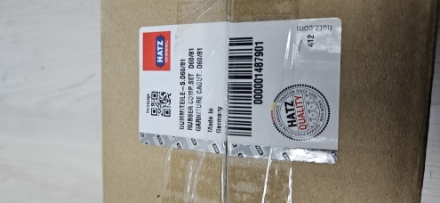 HATZ
GUMMITEILE-S.D60/81
RUBBER COMP.SET D60/81
GARNITURE CAOUT. D60/81
Made in
Germany
000001487901
hatz.com
412
HATZ
QUALITY